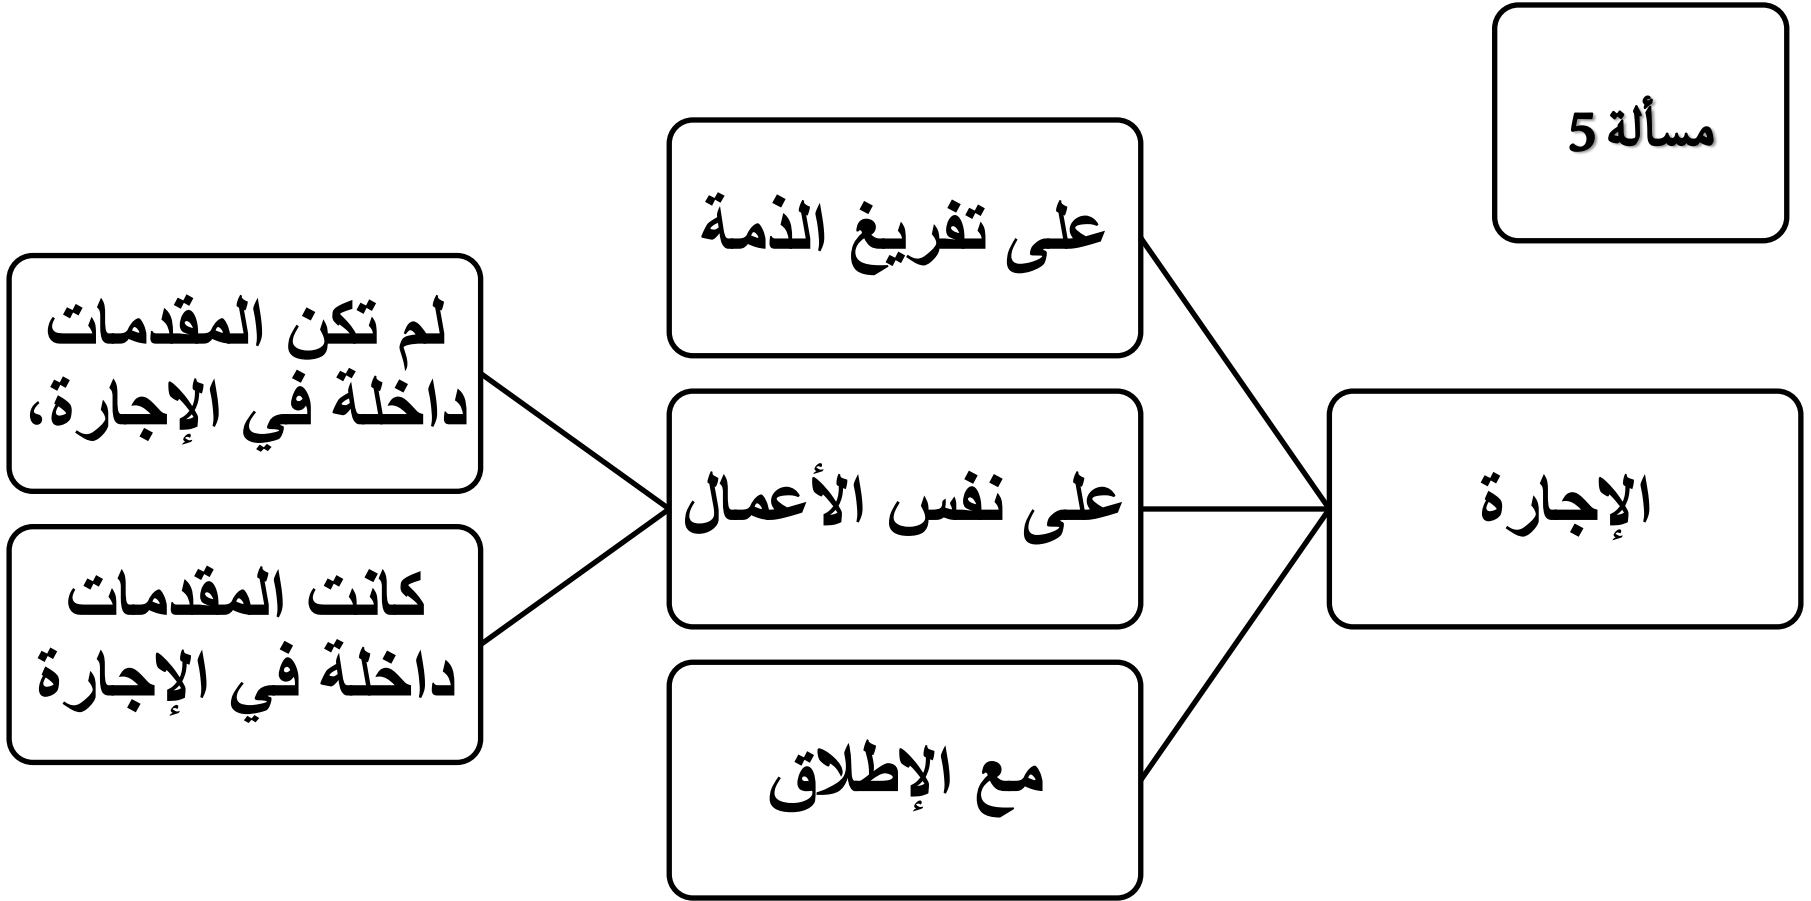 مسألة 5
الإجارة
على تفريغ الذمة
على نفس الأعمال
لم تكن المقدمات
داخلة في الإجارة،
كانت المقدمات
داخلة في الإجارة
مع الإطلاق